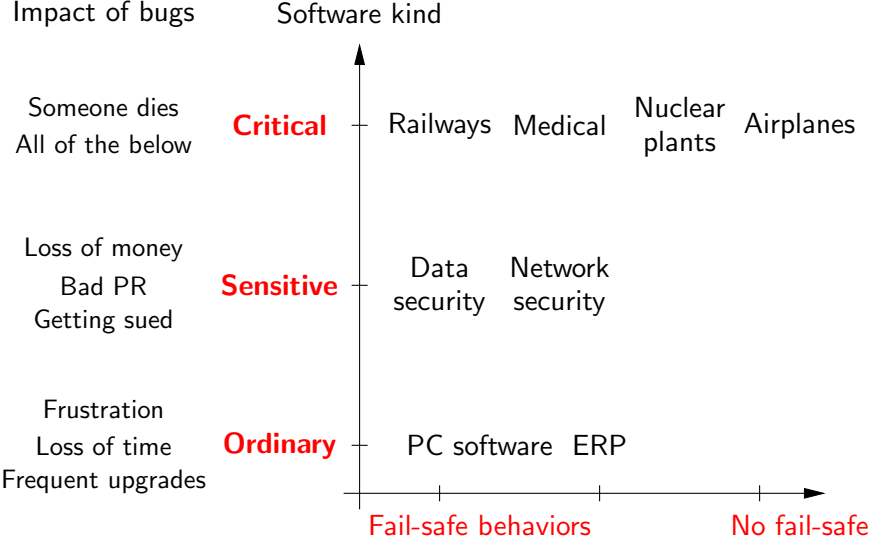 Impact of bugs
Software kind
Someone dies
All of the below
Critical
Railways
Medical
Nuclear
plants
Airplanes
Loss of money
Bad PR
Getting sued
Sensitive
Data
security
Network
security
Frustration
Loss of time
Frequent upgrades
Ordinary
PC software
ERP
Fail-safe behaviors
No fail-safe